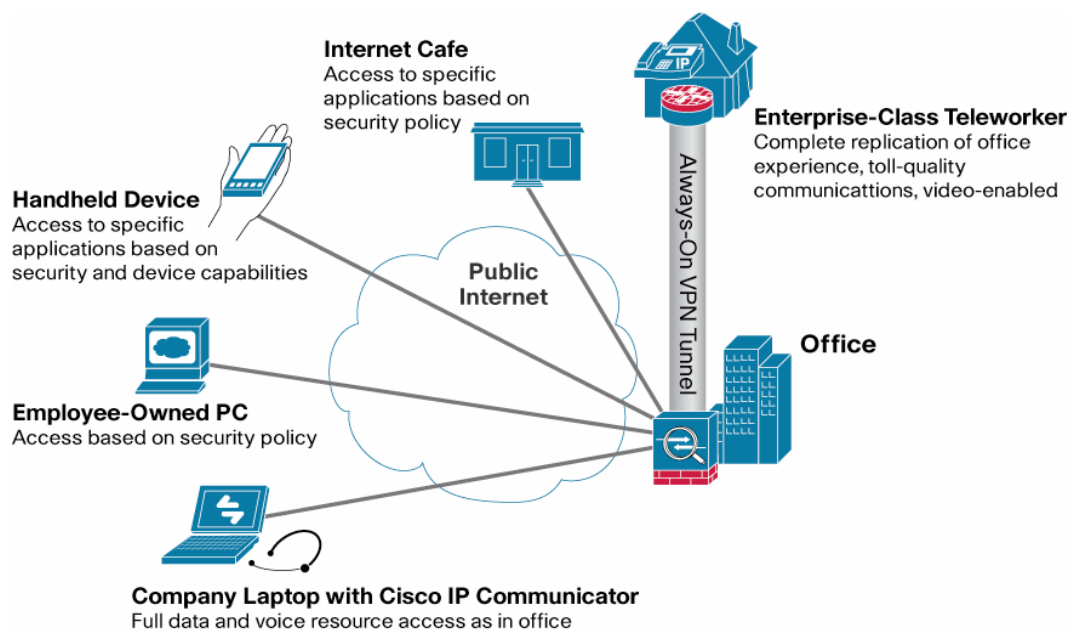 Internet Cafe
Access to specific
applications based on
security policy
IP
Enterprise-Class Teleworker
Complete replication of office
experience, toll-quality
communicattions, video-enabled
Handheld Device
Access to specific
applications based on
security and device capabilities
Public
Internet
Always-On VPN Tunnel
Office
Employee-Owned PC
Access based on security policy
Company Laptop with Cisco IP Communicator
Full data and voice resource access as in office